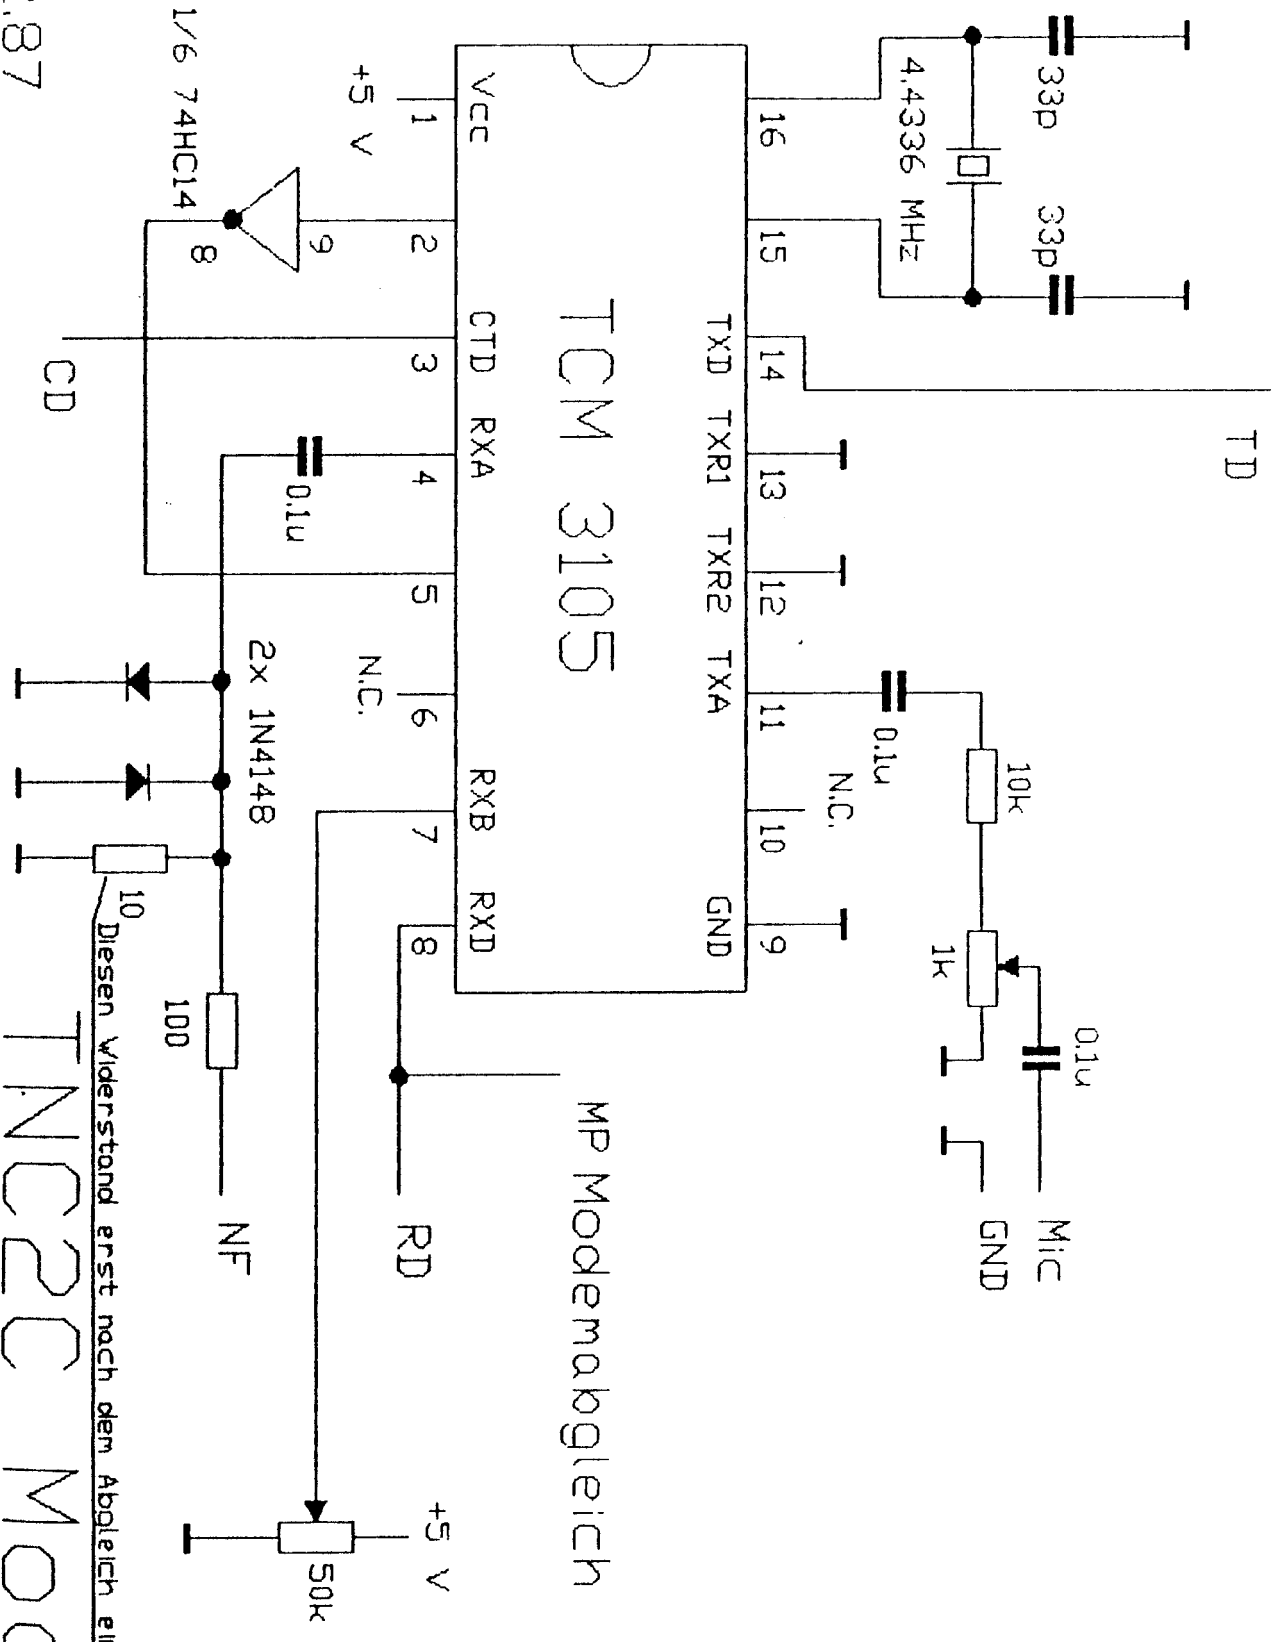 TD
33p
33p
4.4336 MHz
16
15
14
13
12
11
10
9
TXD
TXR1
TXR2
TXA
GND
0.1u
10k
1k
0.1u
N.C.
Mic
GND
TCM 3105
MP Modemabgleich
Vcc
CTD
RXA
RXB
RXD
1
2
3
4
5
6
7
8
+5 V
N.C.
RD
+5 V
50k
9
8
0.1u
2x 1N4148
NF
1/6 74HC14
100
10
Diesen Widerstand erst nach dem Abgleich
CD
TNC2C
.87